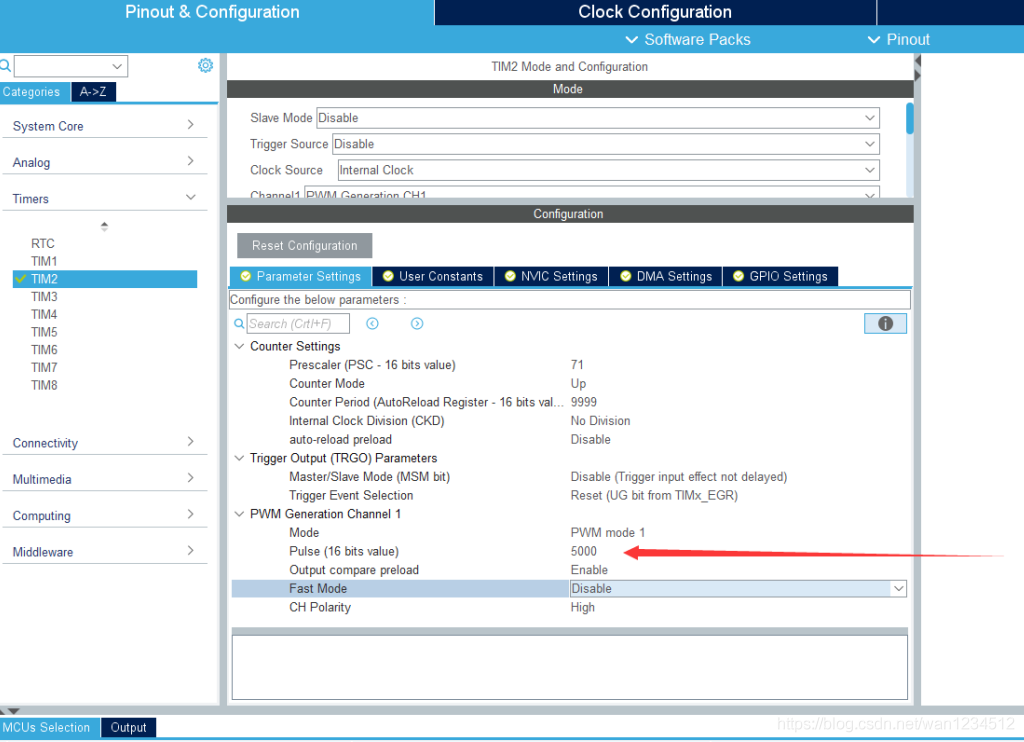 Pinout & Configuration
Clock Configuration
Software Packs
Pinout
Categories
A->Z
System Core
Analog
Timers
RTC
TIM1
TIM2
TIM3
TIM4
TIM5
TIM6
TIM7
TIM8
Connectivity
Multimedia
Computing
Middleware
TIM2 Mode and Configuration
Mode
Slave Mode Disable
Trigger Source Disable
Clock Source Internal Clock
Channel1 PWM Generation CH1
Configuration
Reset Configuration
Parameter Settings
User Constants
NVIC Settings
DMA Settings
GPIO Settings
Configure the below parameters :
Search (CrtI+F)
Counter Settings
Prescaler (PSC - 16 bits value) 71
Counter Mode Up
Counter Period (AutoReload Register - 16 bits val... 9999
Internal Clock Division (CKD) No Division
auto-reload preload Disable
Trigger Output (TRGO) Parameters
Master/Slave Mode (MSM bit) Disable (Trigger input effect not delayed)
Trigger Event Selection Reset (UG bit from TIMx_EGR)
PWM Generation Channel 1
Mode PWM mode 1
Pulse (16 bits value) 5000
Output compare preload Enable
Fast Mode Disable
CH Polarity High
MCUs Selection
Output
https://blog.csdn.net/wan1234512